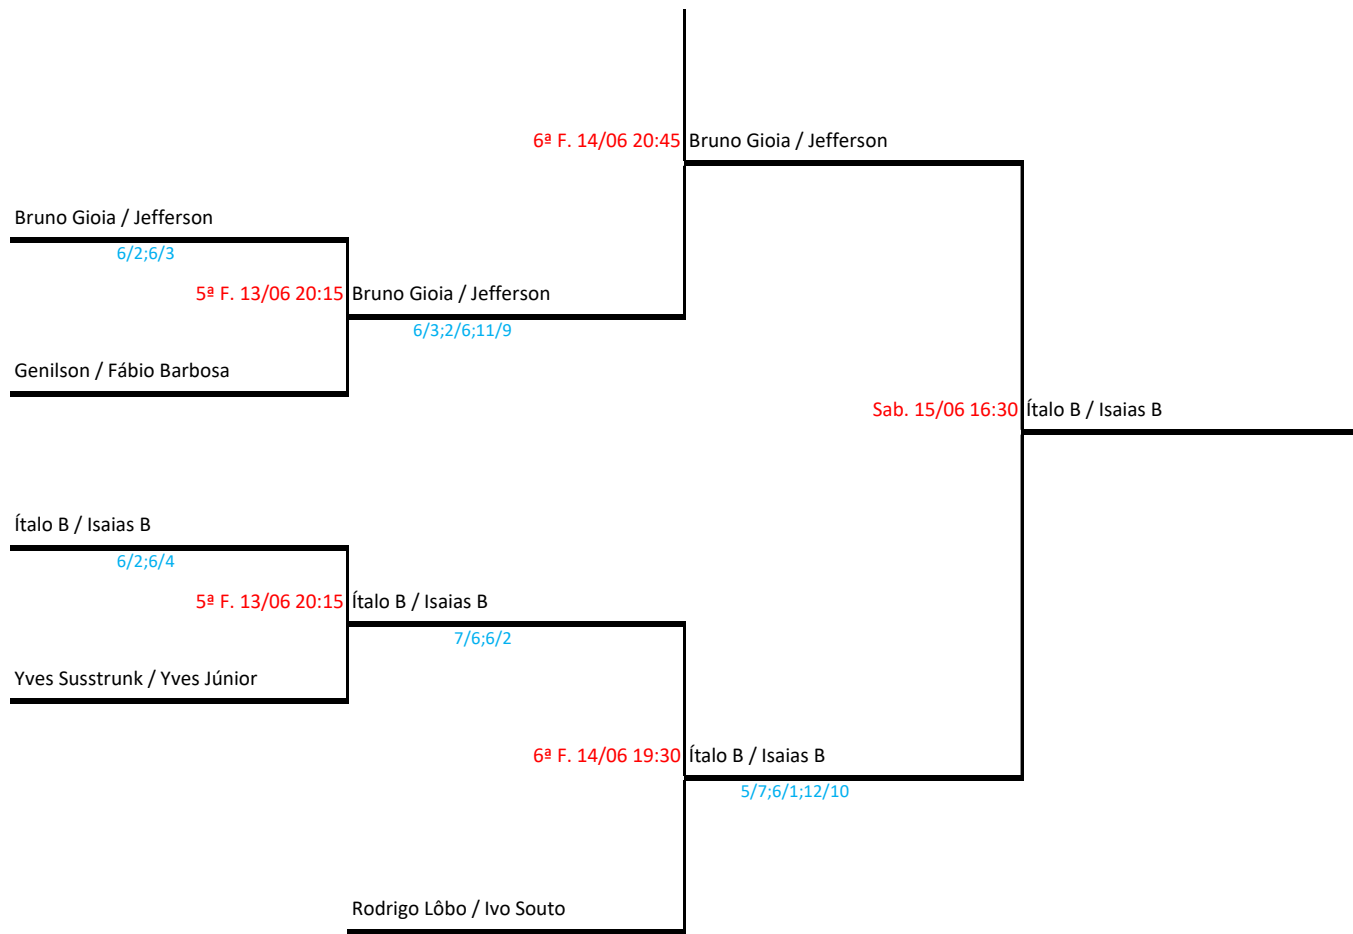 6ª F. 14/06 20:45 Bruno Gioia / Jefferson
Bruno Gioia / Jefferson
6/2;6/3
5ª F. 13/06 20:15 Bruno Gioia / Jefferson
6/3;2/6;11/9
Genilson / Fábio Barbosa
Sab. 15/06 16:30 Ítalo B / Isaias B
Ítalo B / Isaias B
6/2;6/4
5ª F. 13/06 20:15 Ítalo B / Isaias B
7/6;6/2
Yves Susstrunk / Yves Júnior
6ª F. 14/06 19:30 Ítalo B / Isaias B
5/7;6/1;12/10
Rodrigo Lôbo / Ivo Souto